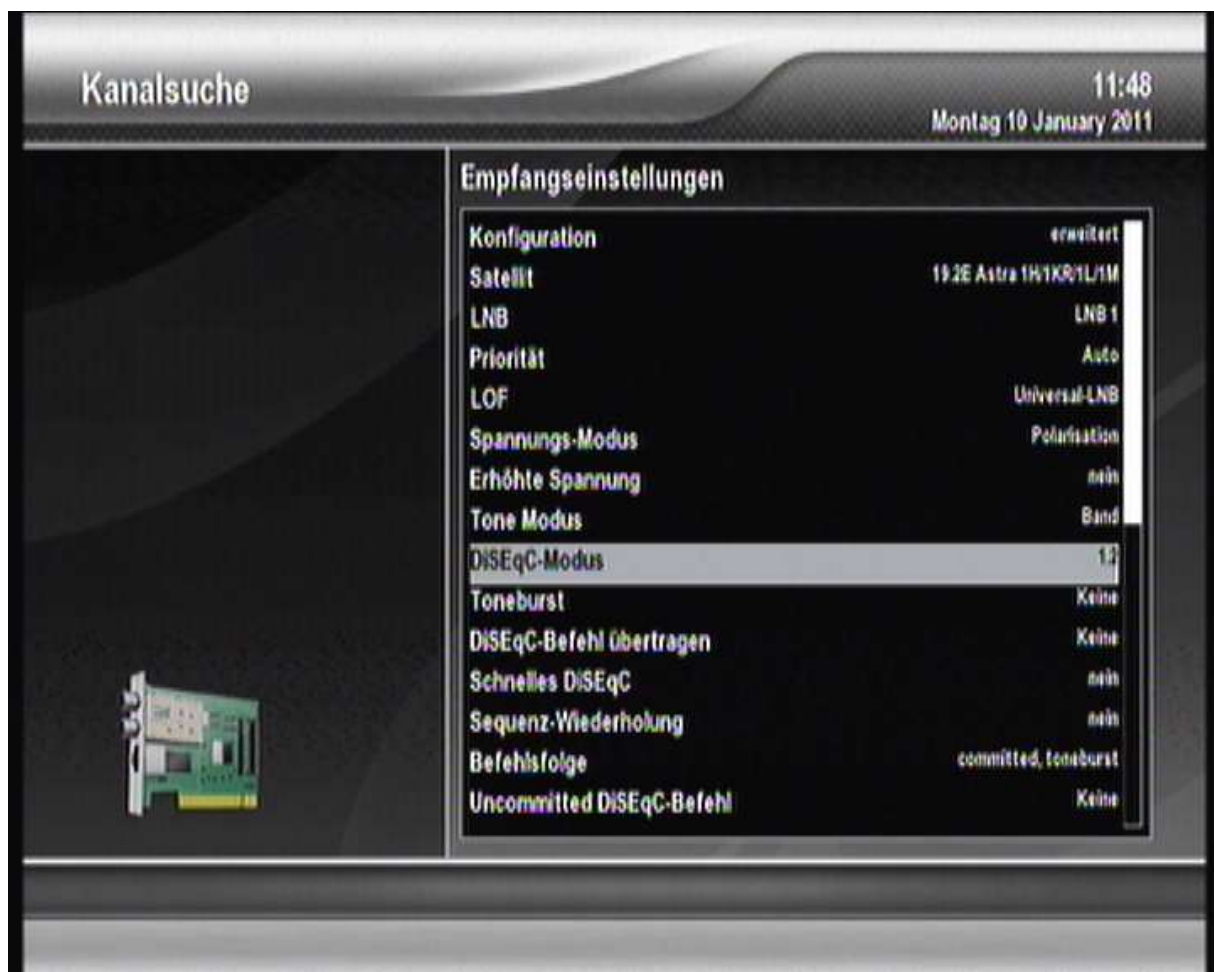 Kanalsuche
11:48
Montag 10 January 2011
Empfangseinstellungen
Konfiguration erweitert
Satellit 19.2E Astra 1H/1KR/1L/1M
LNB LNB 1
Priorität Auto
LOF Universal-LNB
Spannungs-Modus Polarisation
Erhöhte Spannung nein
Tone Modus Band
DiSEqC-Modus 1.2
Toneburst Keine
DiSEqC-Befehl übertragen Keine
Schnelles DiSEqC nein
Sequenz-Wiederholung nein
Befehlsfolge committed, toneburst
Uncommitted DiSEqC-Befehl Keine